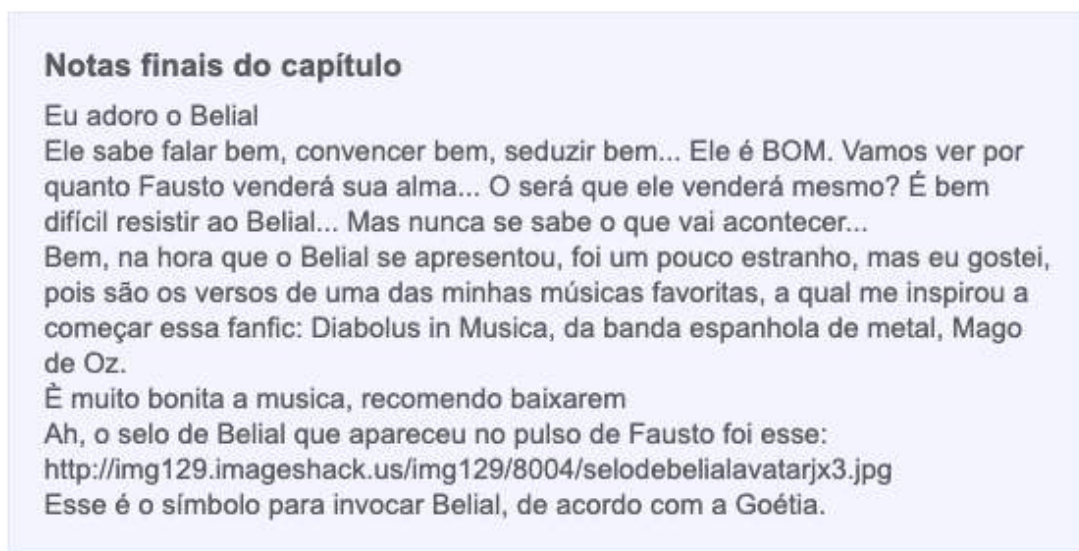 Notas finais do capítulo
Eu adoro o Belial
Ele sabe falar bem, convencer bem, seduzir bem... Ele é BOM. Vamos ver por
quanto Fausto venderá sua alma... O será que ele venderá mesmo? É bem
difícil resistir ao Belial... Mas nunca se sabe o que vai acontecer...
Bem, na hora que o Belial se apresentou, foi um pouco estranho, mas eu gostei,
pois são os versos de uma das minhas músicas favoritas, a qual me inspirou a
começar essa fanfic: Diabolus in Musica, da banda espanhola de metal, Mago
de Oz.
È muito bonita a musica, recomendo baixarem
Ah, o selo de Belial que apareceu no pulso de Fausto foi esse:
http://img129.imageshack.us/img129/8004/selodebelialavatarjx3.jpg
Esse é o símbolo para invocar Belial, de acordo com a Goétia.